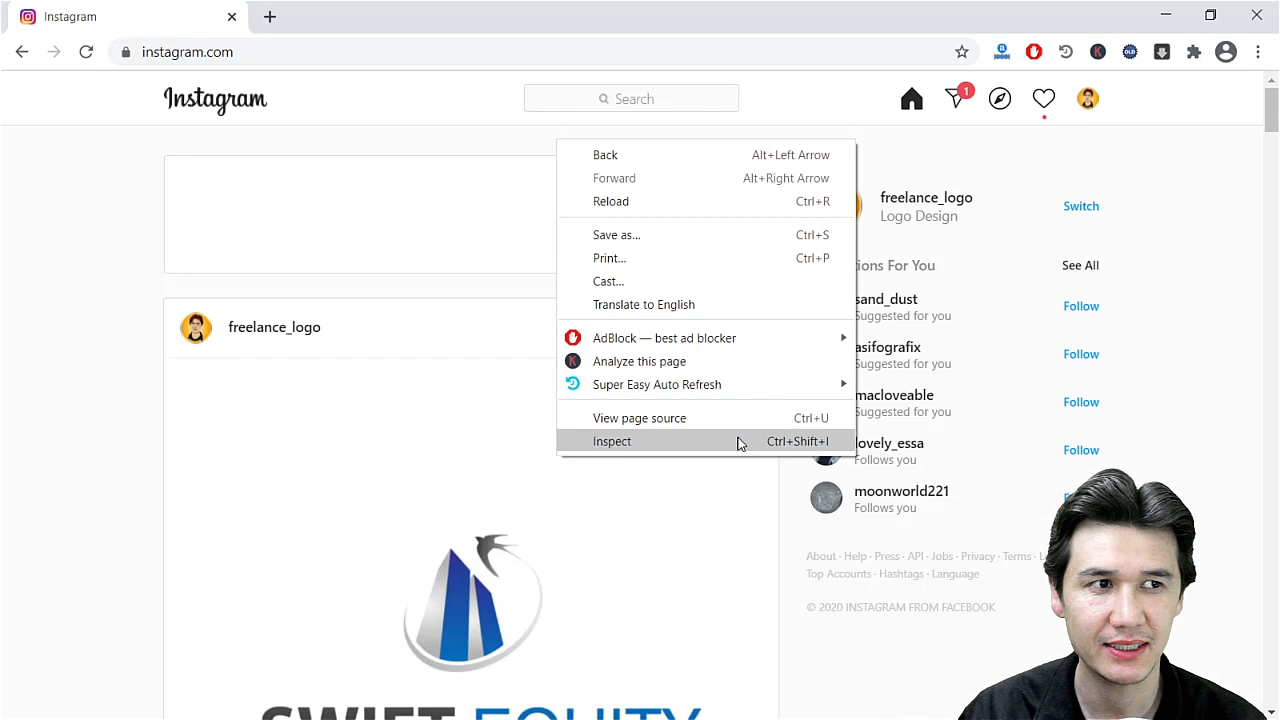 Instagram
instagram.com
Instagram
Search
1
Back Alt+Left Arrow
Forward Alt+Right Arrow
Reload Ctrl+R
Save as... Ctrl+S
Print... Ctrl+P
Cast...
Translate to English
AdBlock — best ad blocker
Analyze this page
Super Easy Auto Refresh
View page source Ctrl+U
Inspect Ctrl+Shift+I
freelance_logo
freelance_logo
Logo Design
Switch
ions For You
See All
sand_dust
Suggested for you
Follow
asifografix
Suggested for you
Follow
macloveable
Suggested for you
Follow
lovely_essa
Follows you
Follow
moonworld221
Follows you
About · Help · Press · API · Jobs · Privacy · Terms ·
Top Accounts · Hashtags · Language
© 2020 INSTAGRAM FROM FACEBOOK
SWIFT EQUITY